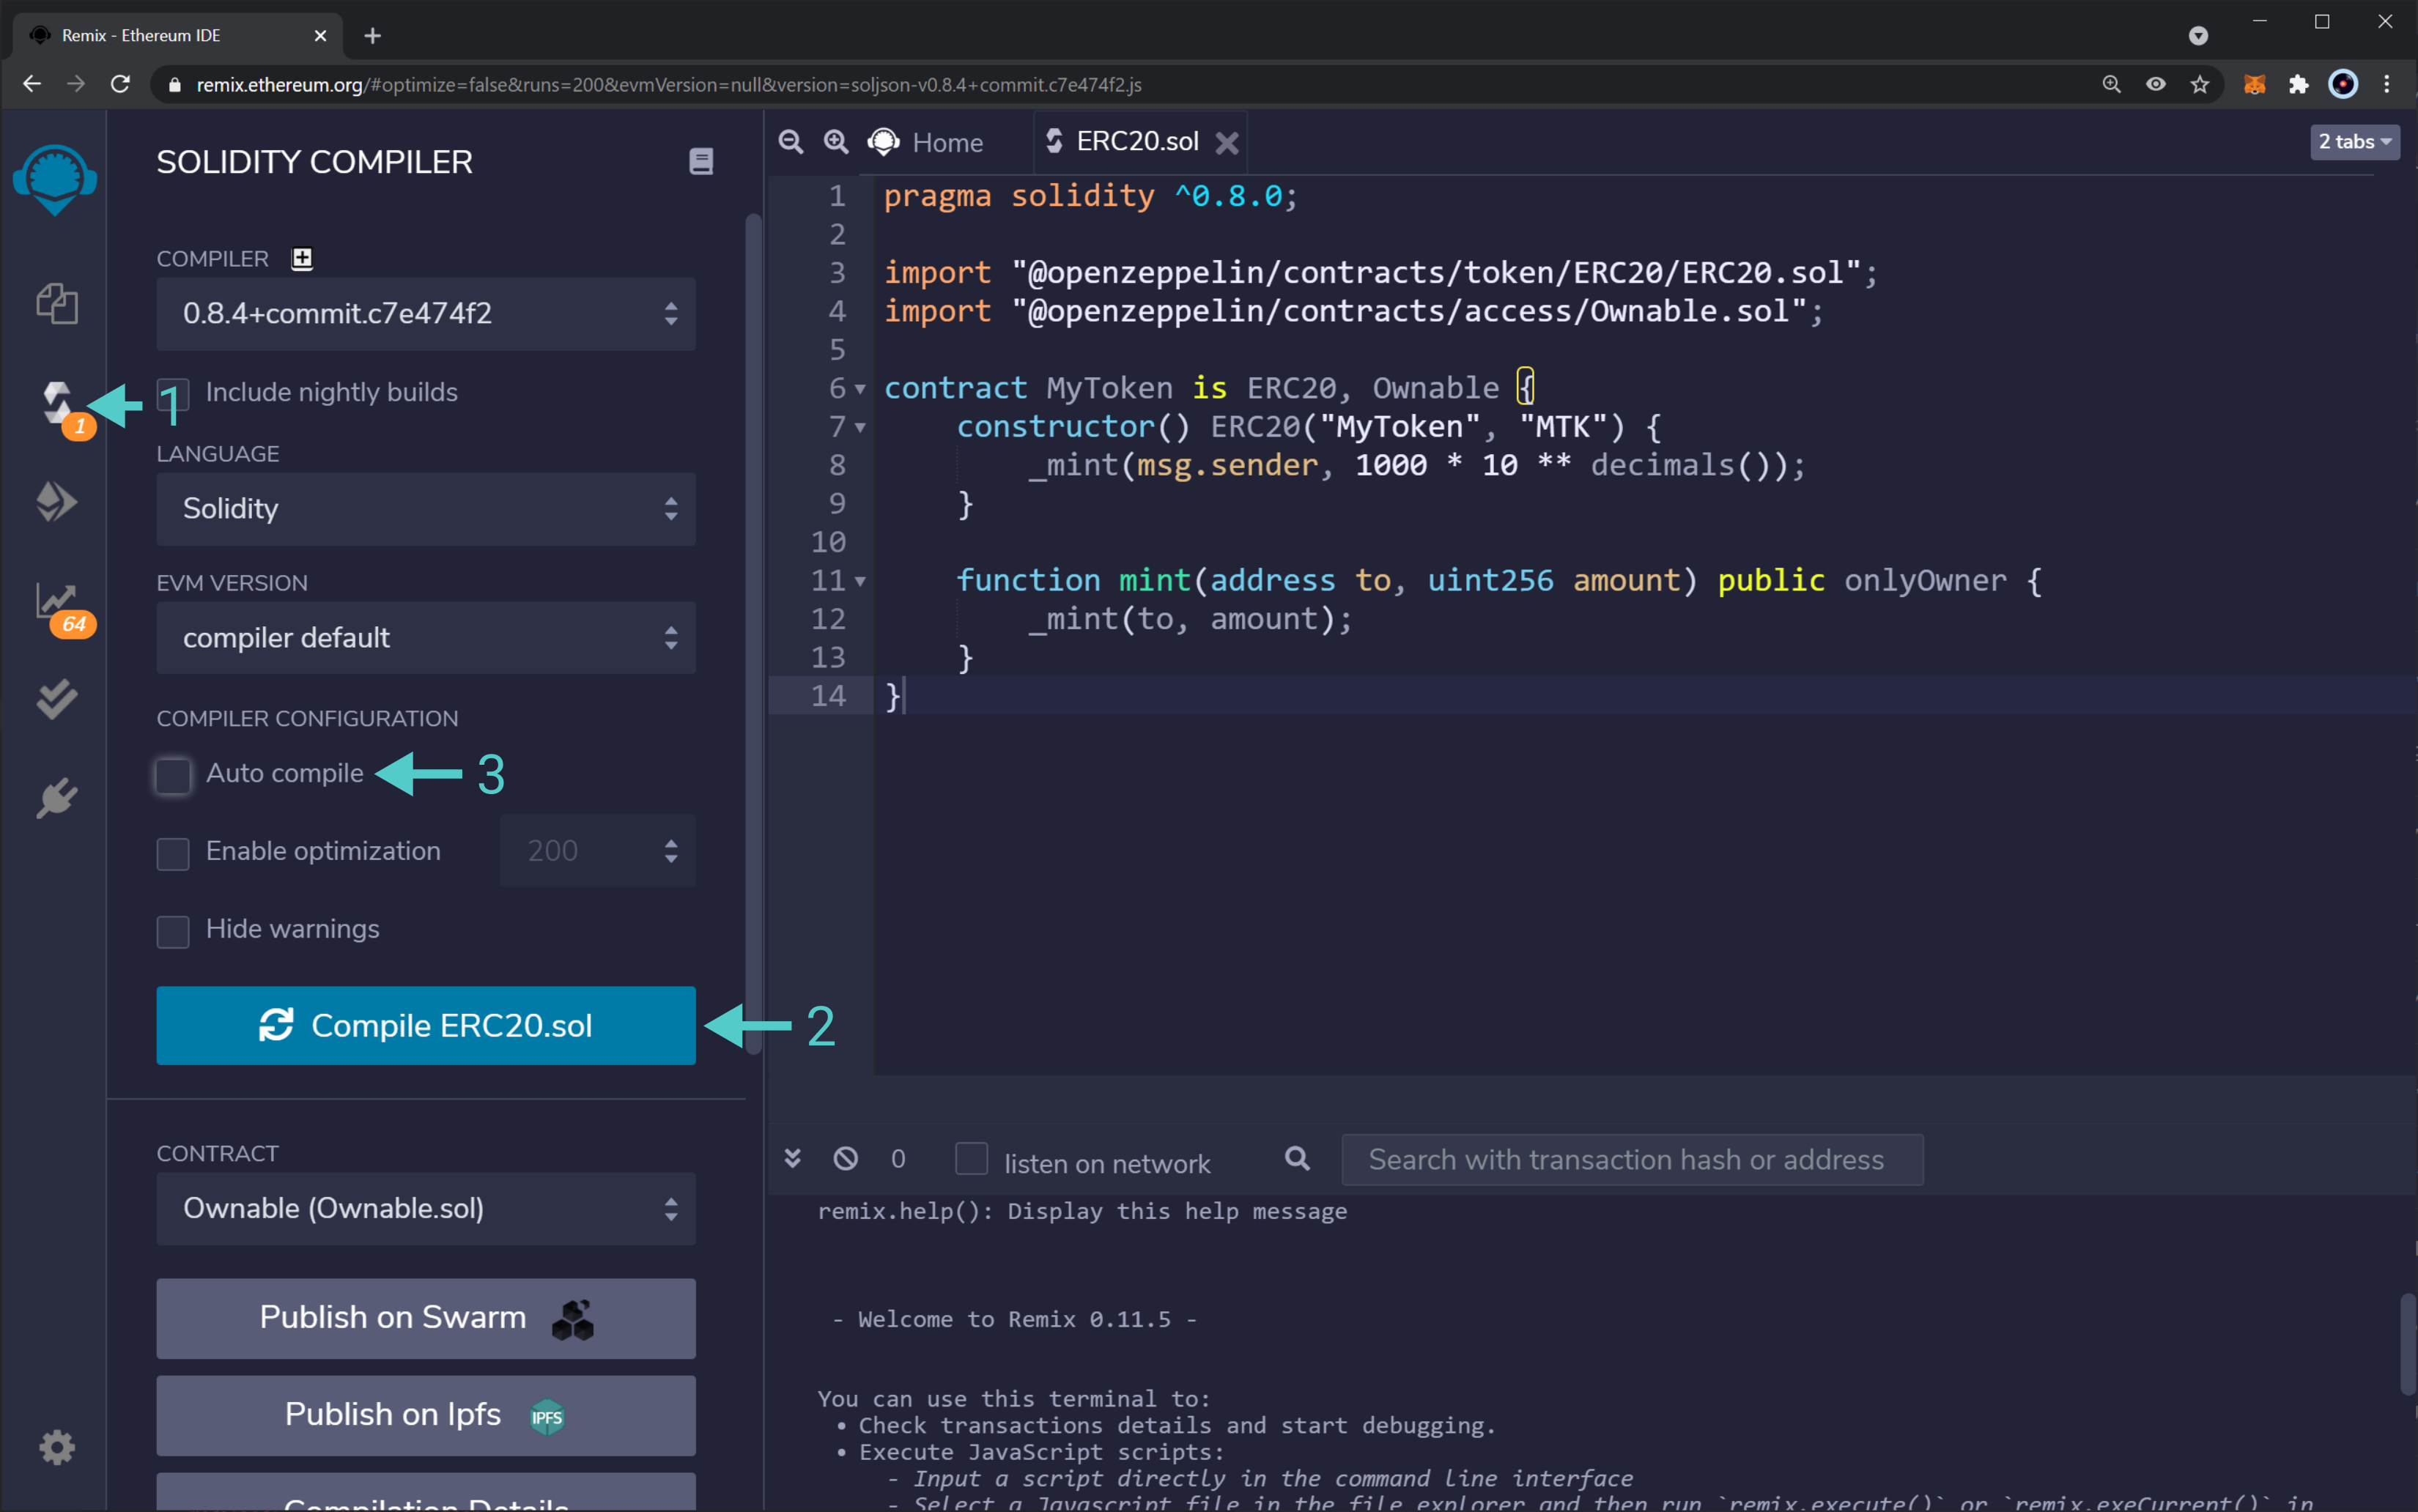 Remix - Ethereum IDE
remix.ethereum.org/#optimize=false&runs=200&evmVersion=null&version=soljson-v0.8.4+commit.c7e474f2.js
SOLIDITY COMPILER
COMPILER
0.8.4+commit.c7e474f2
1
1
Include nightly builds
LANGUAGE
Solidity
EVM VERSION
64
compiler default
COMPILER CONFIGURATION
Auto compile
3
Enable optimization
200
Hide warnings
Compile ERC20.sol
2
CONTRACT
Ownable (Ownable.sol)
Publish on Swarm
Publish on Ipfs
IPFS
Compilation Details
Home
ERC20.sol
2 tabs
1 pragma solidity ^0.8.0;
2
3 import "@openzeppelin/contracts/token/ERC20/ERC20.sol";
4 import "@openzeppelin/contracts/access/Ownable.sol";
5
6 contract MyToken is ERC20, Ownable {
7 constructor() ERC20("MyToken", "MTK") {
8 _mint(msg.sender, 1000 * 10 ** decimals());
9 }
10
11 function mint(address to, uint256 amount) public onlyOwner {
12 _mint(to, amount);
13 }
14 }
0
listen on network
Search with transaction hash or address
remix.help(): Display this help message
- Welcome to Remix 0.11.5 -
You can use this terminal to:
• Check transactions details and start debugging.
• Execute JavaScript scripts:
- Input a script directly in the command line interface
- Select a Javascript file in the file explorer and then run `remix.execute()` or `remix.exeCurrent()` in